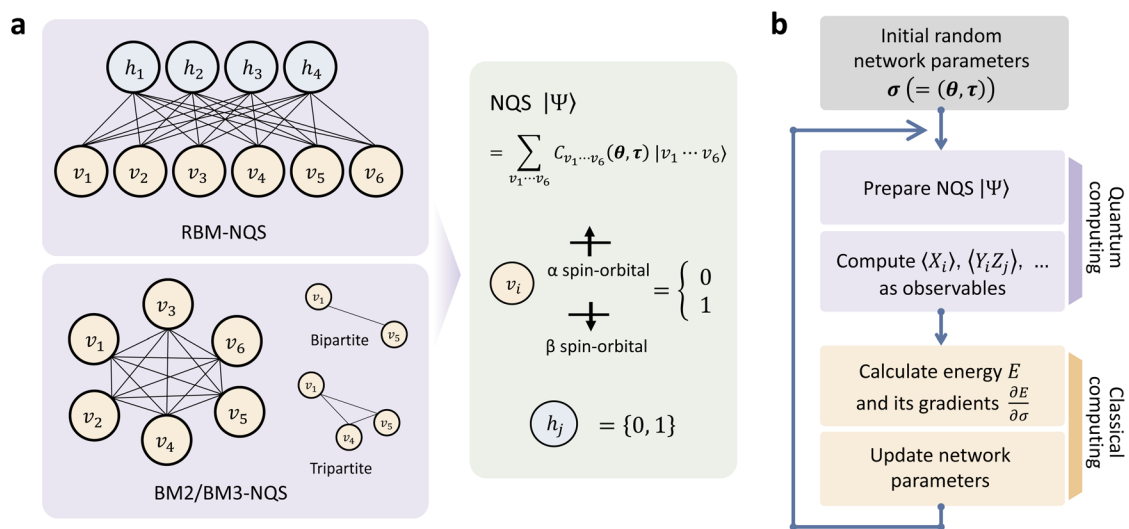 a
h1 h2 h3 h4
v1 v2 v3 v4 v5 v6
RBM-NQS
v3
v1 v6
v2 v5
v4
BM2/BM3-NQS
v1
v5
Bipartite
v1
v5
v4
Tripartite
NQS |Ψ⟩
= ∑ Cv1⋯v6(θ, τ) |v1 ⋯ v6⟩
v1⋯v6
α spin-orbital
vi = { 0
1
β spin-orbital
hj = {0, 1}
b
Initial random
network parameters
σ (= (θ, τ))
Prepare NQS |Ψ⟩
Compute ⟨Xi⟩, ⟨YiZj⟩, ...
as observables
Quantum
computing
Calculate energy E
and its gradients ∂E/∂σ
Update network
parameters
Classical
computing